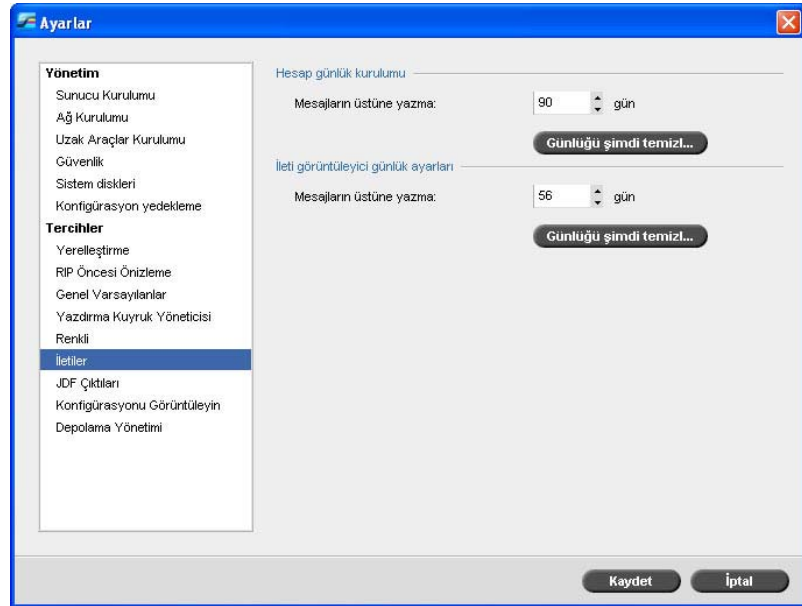 Ayarlar
Yönetim
Sunucu Kurulumu
Ağ Kurulumu
Uzak Araçlar Kurulumu
Güvenlik
Sistem diskleri
Konfigürasyon yedekleme
Tercihler
Yerelleştirme
RIP Öncesi Önizleme
Genel Varsayılanlar
Yazdırma Kuyruk Yöneticisi
Renkli
İletiler
JDF Çıktıları
Konfigürasyonu Görüntüleyin
Depolama Yönetimi
Hesap günlük kurulumu
Mesajların üstüne yazma: 90 gün
Günlüğü şimdi temizl...
İleti görüntüleyici günlük ayarları
Mesajların üstüne yazma: 56 gün
Günlüğü şimdi temizl...
Kaydet İptal